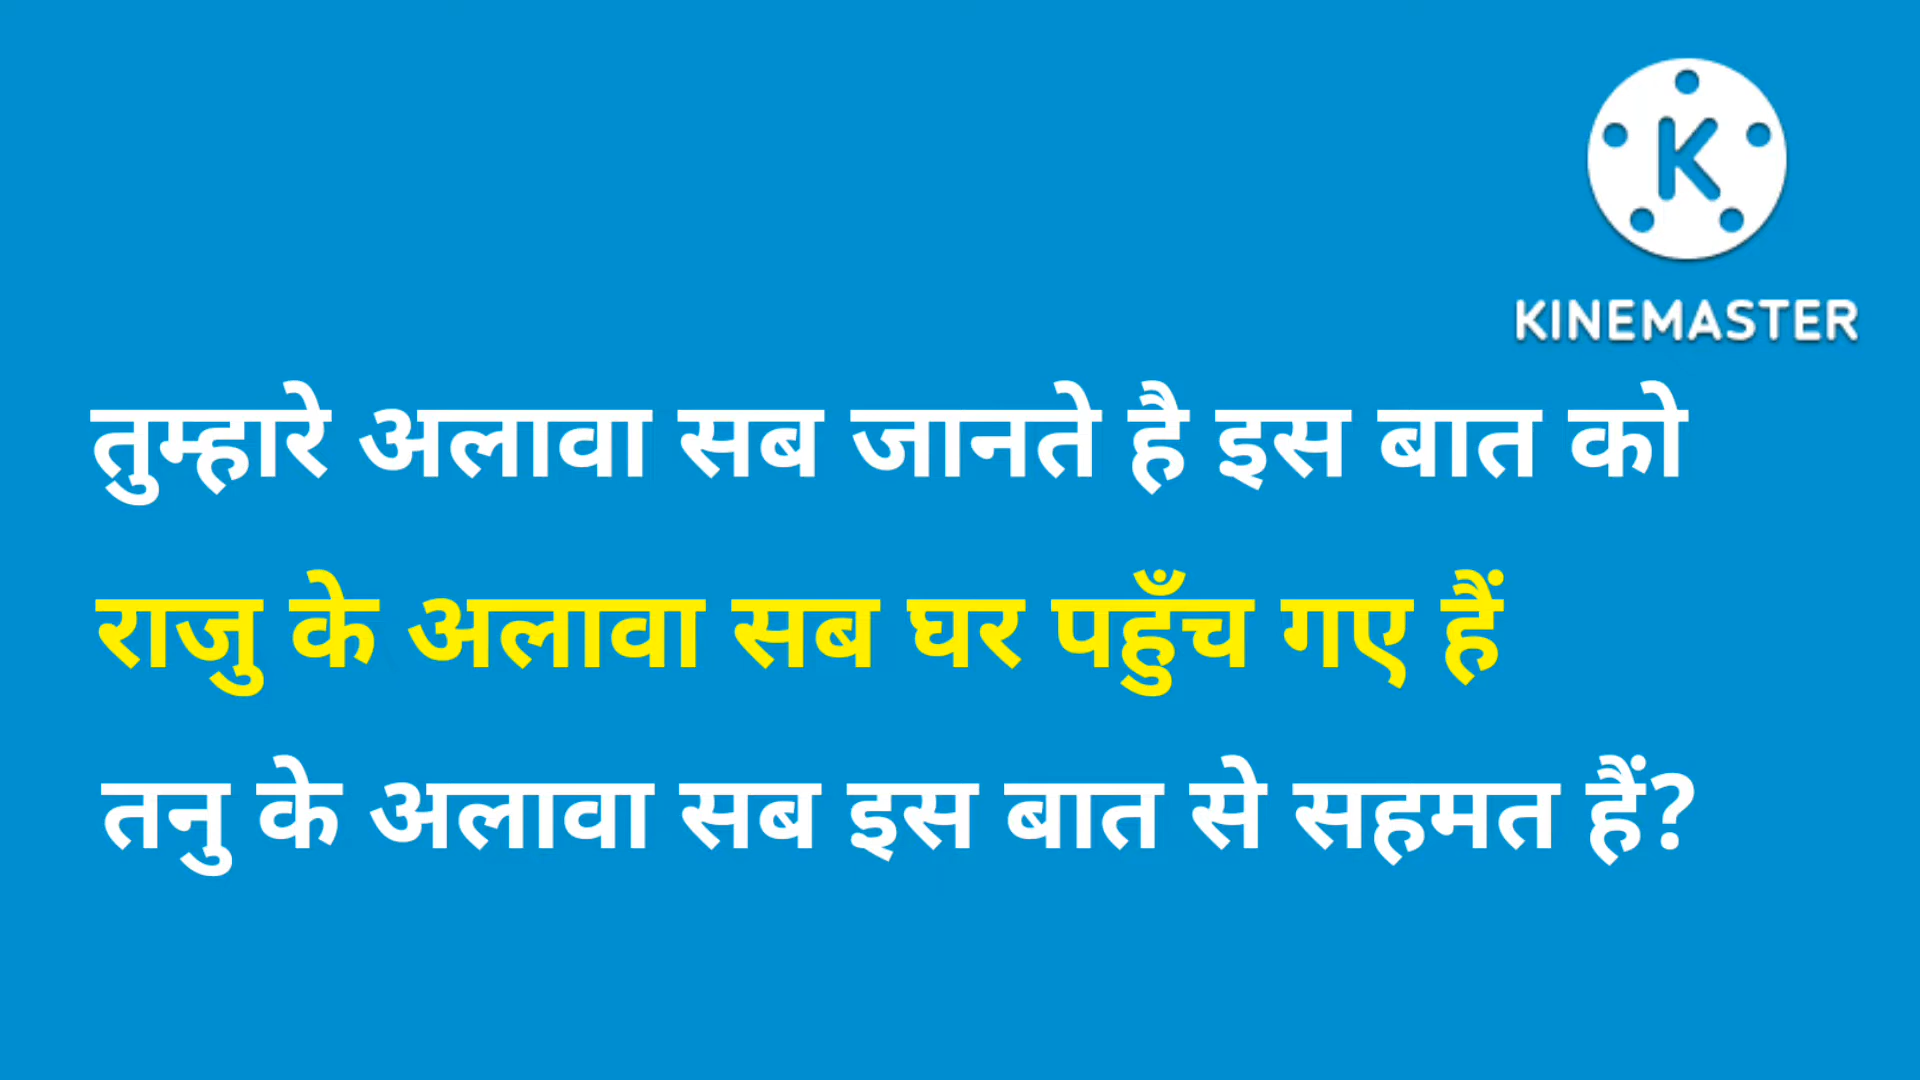 KINEMASTER
तुम्हारे अलावा सब जानते है इस बात को
राजु के अलावा सब घर पहुँच गए हैं
तनु के अलावा सब इस बात से सहमत हैं?